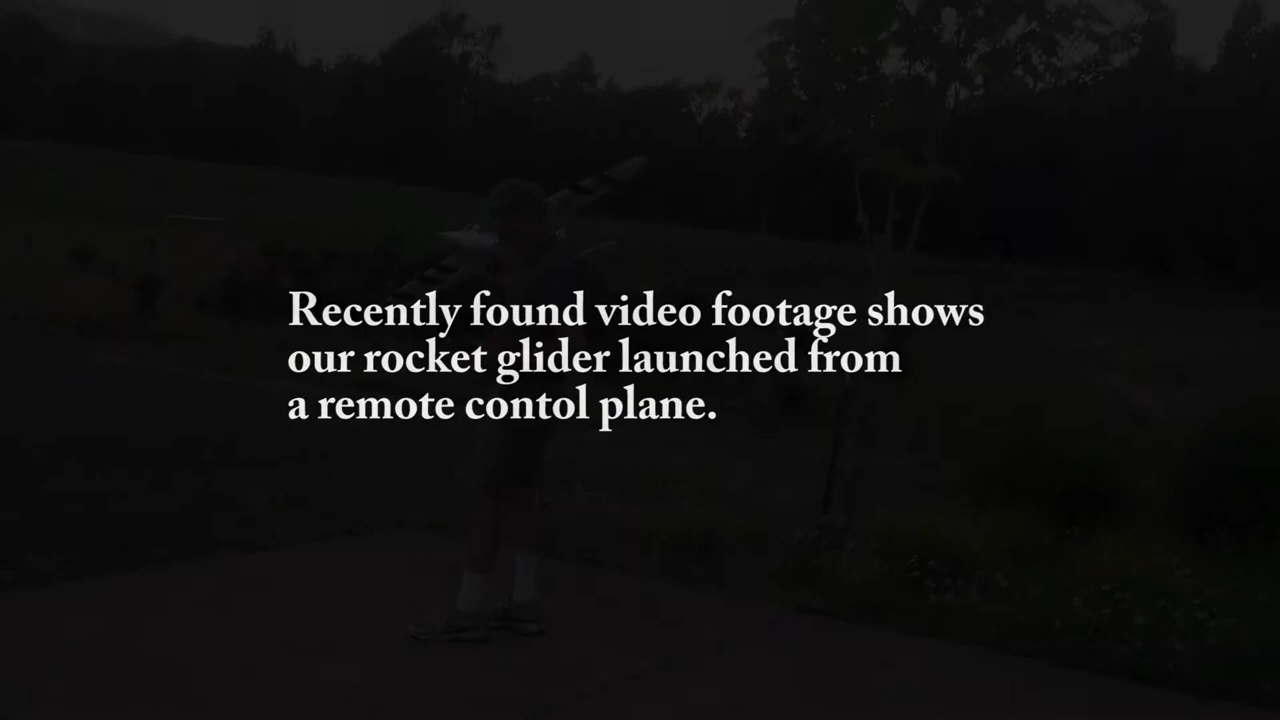 Recently found video footage shows
our rocket glider launched from
a remote contol plane.